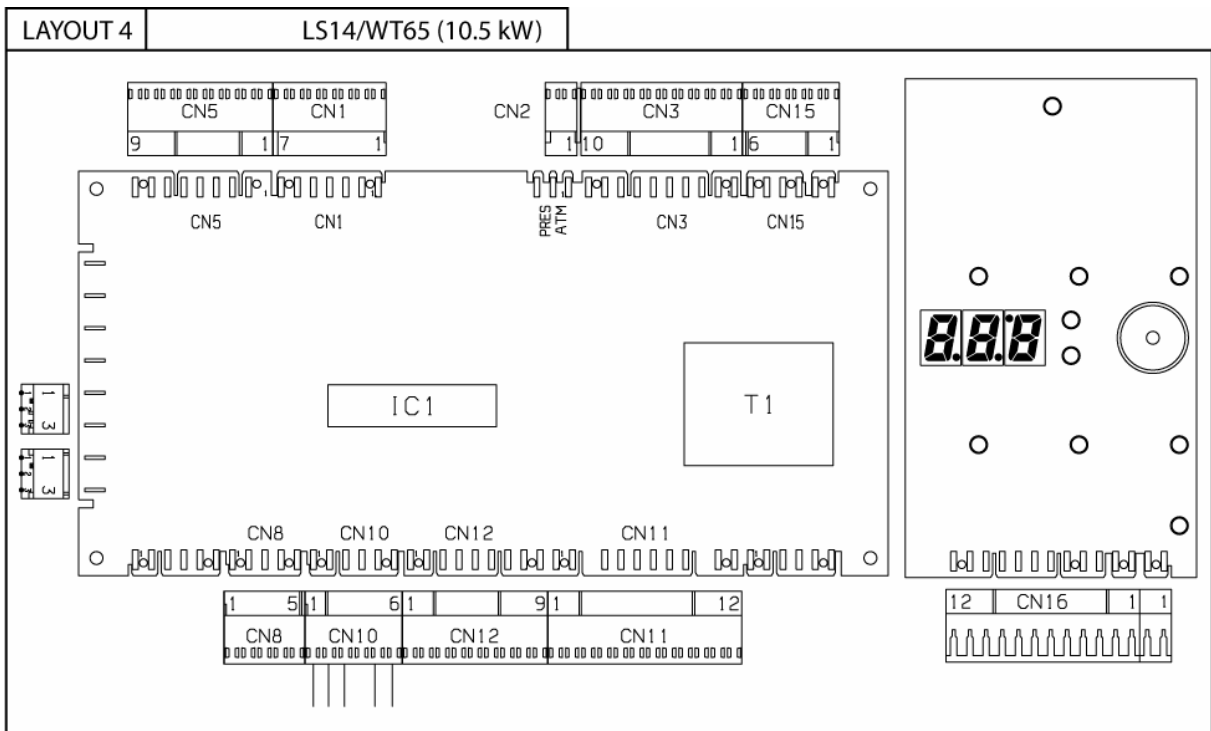 LAYOUT 4 LS14/WT65 (10.5 kW)
CN5 CN1 CN2 CN3 CN15
9 1 7 1 1 10 1 6 1
CN5 CN1 PRES ATM CN3 CN15
8.8.8
1 3
IC1 T1
1 3
CN8 CN10 CN12 CN11
1 5 1 6 1 9 1 12
CN8 CN10 CN12 CN11
12 CN16 1 1